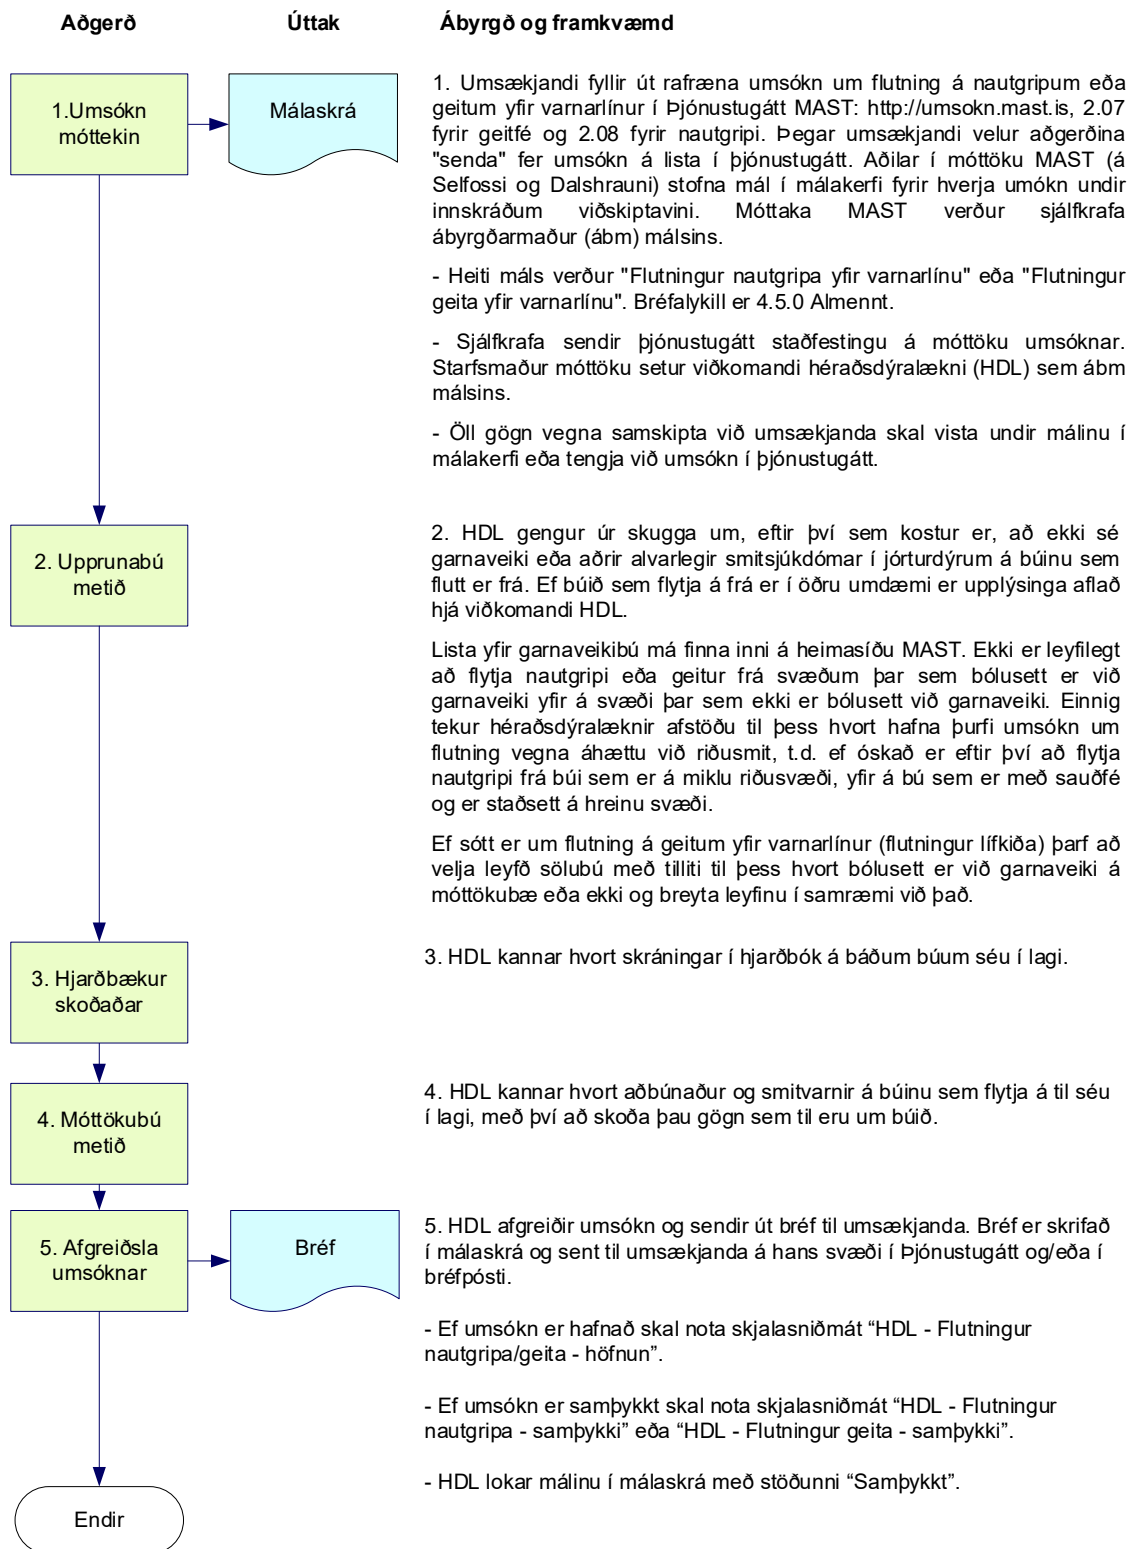 Aðgerð
Úttak
Ábyrgð og framkvæmd
1.Umsókn
móttekin
Málaskrá
1. Umsækjandi fyllir út rafræna umsókn um flutning á nautgripum eða
geitum yfir varnarlínur í Þjónustugátt MAST: http://umsokn.mast.is, 2.07
fyrir geitfé og 2.08 fyrir nautgripi. Þegar umsækjandi velur aðgerðina
"senda" fer umsókn á lista í þjónustugátt. Aðilar í móttöku MAST (á
Selfossi og Dalshrauni) stofna mál í málakerfi fyrir hverja umókn undir
innskráðum viðskiptavini. Móttaka MAST verður sjálfkrafa
ábyrgðarmaður (ábm) málsins.
- Heiti máls verður "Flutningur nautgripa yfir varnarlínu" eða "Flutningur
geita yfir varnarlínu". Bréfalykill er 4.5.0 Almennt.
- Sjálfkrafa sendir þjónustugátt staðfestingu á móttöku umsóknar.
Starfsmaður móttöku setur viðkomandi héraðsdýralækni (HDL) sem ábm
málsins.
- Öll gögn vegna samskipta við umsækjanda skal vista undir málinu í
málakerfi eða tengja við umsókn í þjónustugátt.
2. Upprunabú
metið
2. HDL gengur úr skugga um, eftir því sem kostur er, að ekki sé
garnaveiki eða aðrir alvarlegir smitsjúkdómar í jórturdýrum á búinu sem
flutt er frá. Ef búið sem flytja á frá er í öðru umdæmi er upplýsinga aflað
hjá viðkomandi HDL.
Lista yfir garnaveikibú má finna inni á heimasíðu MAST. Ekki er leyfilegt
að flytja nautgripi eða geitur frá svæðum þar sem bólusett er við
garnaveiki yfir á svæði þar sem ekki er bólusett við garnaveiki. Einnig
tekur héraðsdýralæknir afstöðu til þess hvort hafna þurfi umsókn um
flutning vegna áhættu við riðusmit, t.d. ef óskað er eftir því að flytja
nautgripi frá búi sem er á miklu riðusvæði, yfir á bú sem er með sauðfé
og er staðsett á hreinu svæði.
Ef sótt er um flutning á geitum yfir varnarlínur (flutningur lífkiða) þarf að
velja leyfð sölubú með tilliti til þess hvort bólusett er við garnaveiki á
móttökubæ eða ekki og breyta leyfinu í samræmi við það.
3. Hjarðbækur
skoðaðar
3. HDL kannar hvort skráningar í hjarðbók á báðum búum séu í lagi.
4. Móttökubú
metið
4. HDL kannar hvort aðbúnaður og smitvarnir á búinu sem flytja á til séu
í lagi, með því að skoða þau gögn sem til eru um búið.
5. Afgreiðsla
umsóknar
Bréf
5. HDL afgreiðir umsókn og sendir út bréf til umsækjanda. Bréf er skrifað
í málaskrá og sent til umsækjanda á hans svæði í Þjónustugátt og/eða í
bréfpósti.
- Ef umsókn er hafnað skal nota skjalasniðmát “HDL - Flutningur
nautgripa/geita - höfnun”.
- Ef umsókn er samþykkt skal nota skjalasniðmát “HDL - Flutningur
nautgripa - samþykki” eða “HDL - Flutningur geita - samþykki”.
- HDL lokar málinu í málaskrá með stöðunni “Samþykkt”.
Endir